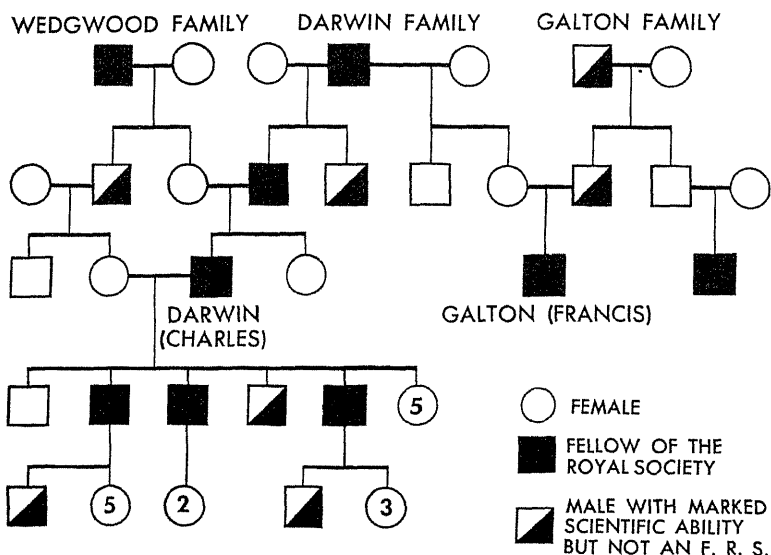 WEDGWOOD FAMILY
DARWIN FAMILY
GALTON FAMILY
DARWIN
(CHARLES)
GALTON (FRANCIS)
5
5
2
3
FEMALE
FELLOW OF THE
ROYAL SOCIETY
MALE WITH MARKED
SCIENTIFIC ABILITY
BUT NOT AN F. R. S.